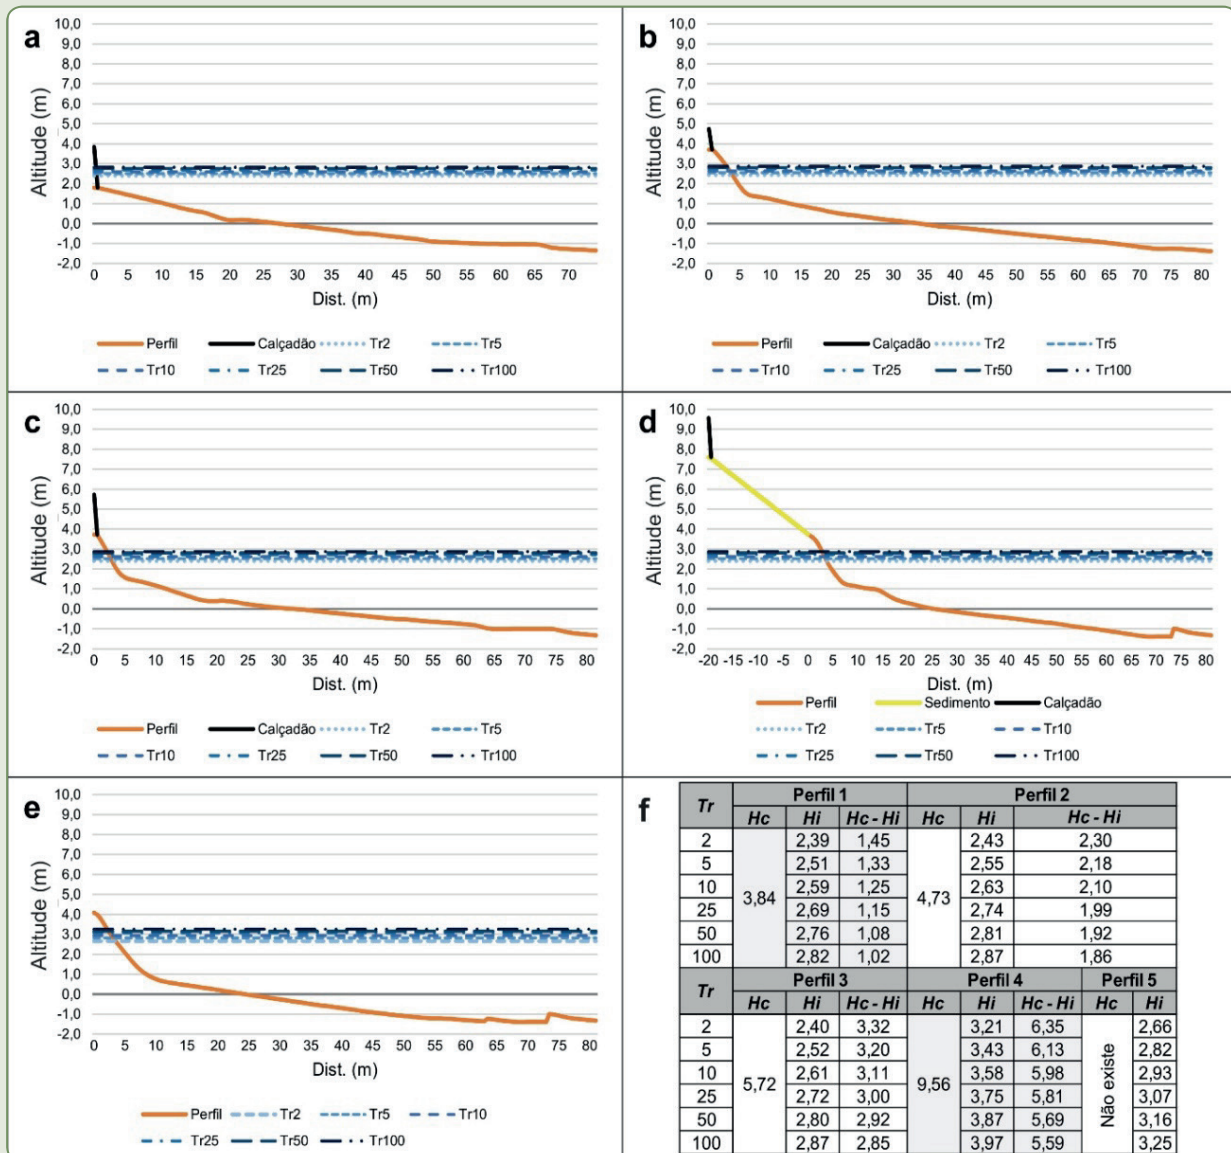 a
10,0
9,0
8,0
7,0
6,0
5,0
4,0
3,0
2,0
1,0
0,0
-1,0
-2,0
Altitude (m)
0 5 10 15 20 25 30 35 40 45 50 55 60 65 70
Dist. (m)
Perfil Calçadão Tr2 Tr5
Tr10 Tr25 Tr50 Tr100
b
10,0
9,0
8,0
7,0
6,0
5,0
4,0
3,0
2,0
1,0
0,0
-1,0
-2,0
Altitude (m)
0 5 10 15 20 25 30 35 40 45 50 55 60 65 70 75 80
Dist. (m)
Perfil Calçadão Tr2 Tr5
Tr10 Tr25 Tr50 Tr100
c
10,0
9,0
8,0
7,0
6,0
5,0
4,0
3,0
2,0
1,0
0,0
-1,0
-2,0
Altitude (m)
0 5 10 15 20 25 30 35 40 45 50 55 60 65 70 75 80
Dist. (m)
Perfil Calçadão Tr2 Tr5
Tr10 Tr25 Tr50 Tr100
d
10,0
9,0
8,0
7,0
6,0
5,0
4,0
3,0
2,0
1,0
0,0
-1,0
-2,0
Altitude (m)
-20 -15 -10 -5 0 5 10 15 20 25 30 35 40 45 50 55 60 65 70 75 80
Dist. (m)
Perfil Sedimento Calçadão
Tr2 Tr5 Tr10
Tr25 Tr50 Tr100
e
10,0
9,0
8,0
7,0
6,0
5,0
4,0
3,0
2,0
1,0
0,0
-1,0
-2,0
Altitude (m)
0 5 10 15 20 25 30 35 40 45 50 55 60 65 70 75 80
Dist. (m)
Perfil Tr2 Tr5 Tr10
Tr25 Tr50 Tr100
f
Tr Perfil 1 Perfil 2
Hc Hi Hc - Hi Hc Hi Hc - Hi
2 2,39 1,45 2,43 2,30
5 2,51 1,33 2,55 2,18
10 2,59 1,25 2,63 2,10
3,84 4,73
25 2,69 1,15 2,74 1,99
50 2,76 1,08 2,81 1,92
100 2,82 1,02 2,87 1,86
Tr Perfil 3 Perfil 4 Perfil 5
Hc Hi Hc - Hi Hc Hi Hc - Hi Hc Hi
2 2,40 3,32 3,21 6,35 2,66
5 2,52 3,20 3,43 6,13 2,82
10 2,61 3,11 3,58 5,98 2,93
5,72 9,56 Não existe
25 2,72 3,00 3,75 5,81 3,07
50 2,80 2,92 3,87 5,69 3,16
100 2,87 2,85 3,97 5,59 3,25